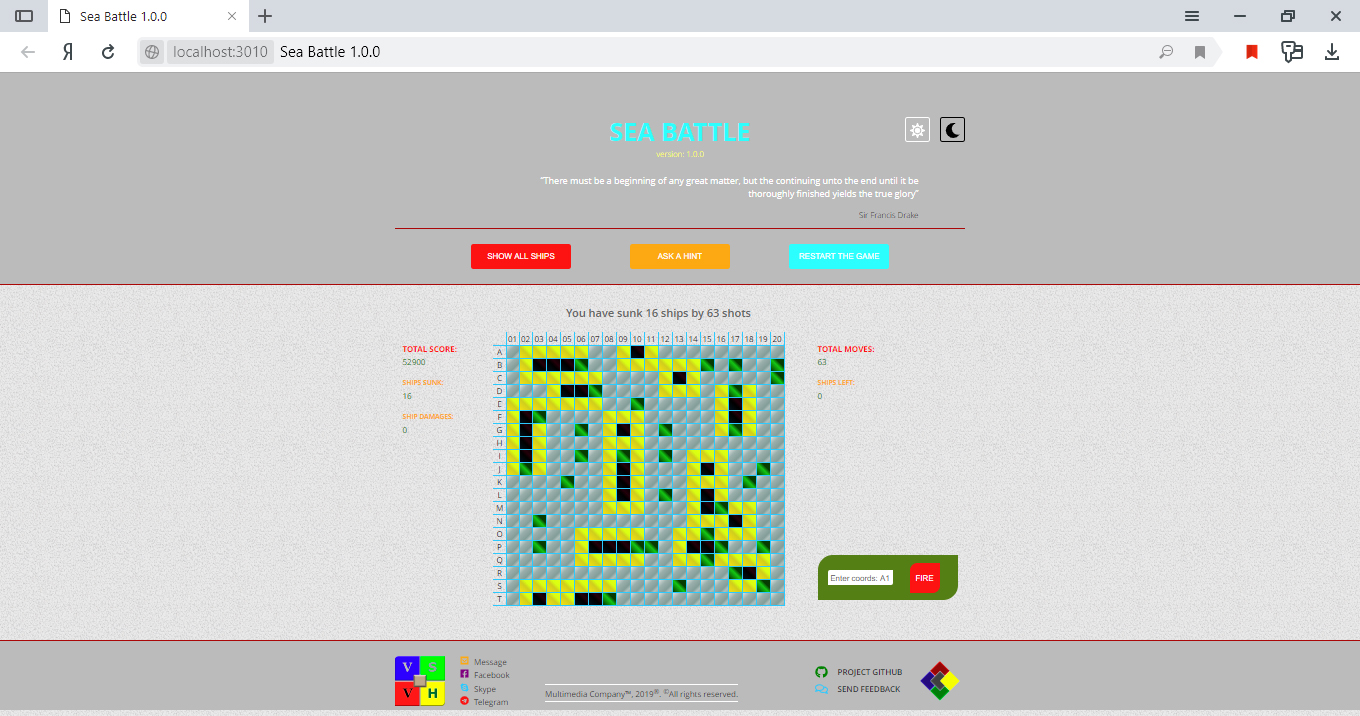 Sea Battle 1.0.0
Я
localhost:3010 Sea Battle 1.0.0
SEA BATTLE
version: 1.0.0
"There must be a beginning of any great matter, but the continuing unto the end until it be
thoroughly finished yields the true glory"
Sir Francis Drake
SHOW ALL SHIPS ASK A HINT RESTART THE GAME
You have sunk 16 ships by 63 shots
TOTAL SCORE:
52900
SHIPS SUNK:
16
SHIP DAMAGES:
0
01 02 03 04 05 06 07 08 09 10 11 12 13 14 15 16 17 18 19 20
A
B
C
D
E
F
G
H
I
J
K
L
M
N
O
P
Q
R
S
T
TOTAL MOVES:
63
SHIPS LEFT:
0
Enter coords: A1 FIRE
V S
V H
Message
Facebook
Skype
Telegram
Multimedia Company™, 2019®, ©All rights reserved.
PROJECT GITHUB
SEND FEEDBACK